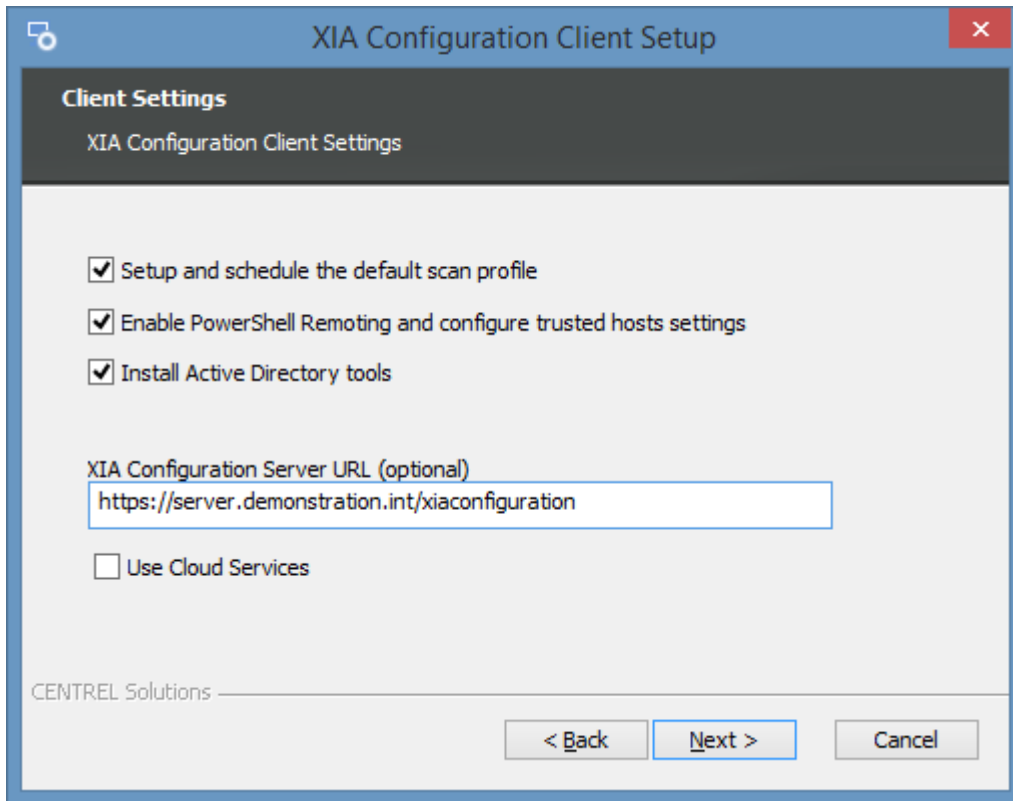 XIA Configuration Client Setup
Client Settings
XIA Configuration Client Settings
Setup and schedule the default scan profile
Enable PowerShell Remoting and configure trusted hosts settings
Install Active Directory tools
XIA Configuration Server URL (optional)
https://server.demonstration.int/xiaconfiguration
Use Cloud Services
CENTREL Solutions
< Back
Next >
Cancel